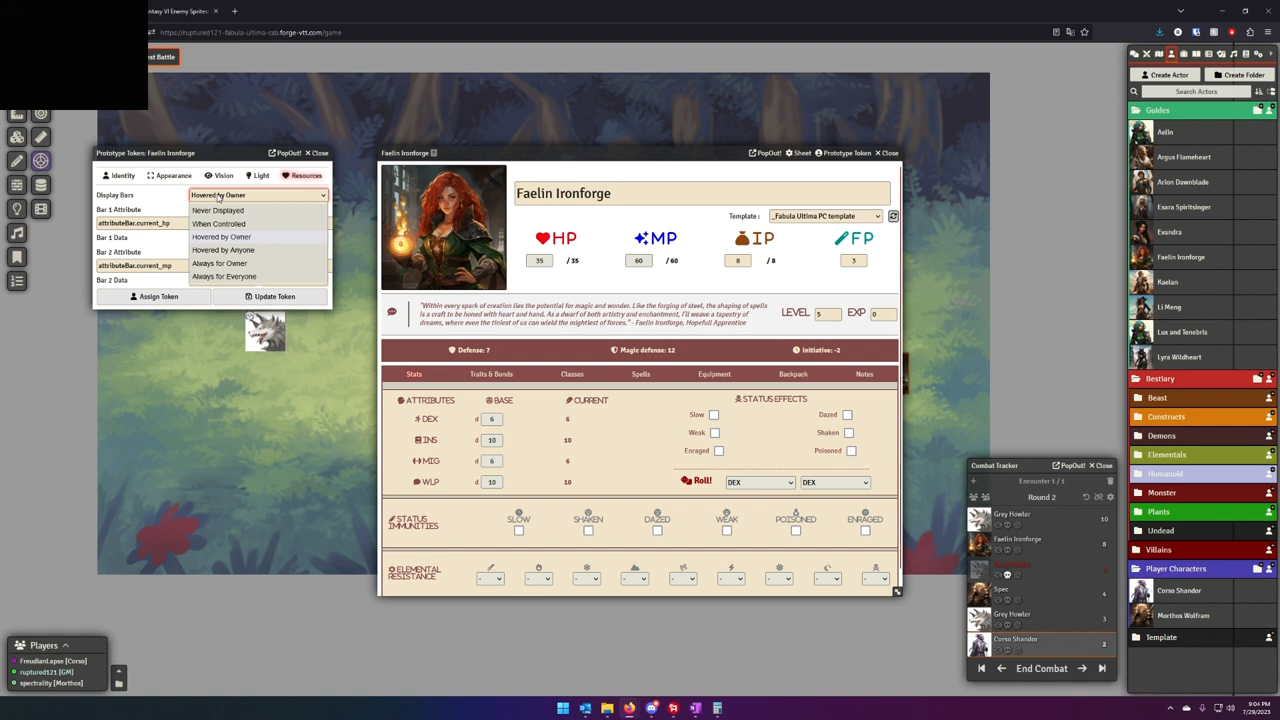 antasy VI Enemy Sprites
https://ruptured121-fabula-ultima-csb.forge-vtt.com/game
est Battle
Create Actor
Create Folder
Search Actors
Guides
Aelin
Argus Flameheart
Arion Dawnblade
Esara Spiritsinger
Evandra
Faelin Ironforge
Kaelan
Li Meng
Lux and Tenebris
Lyra Wildheart
Bestiary
Beast
Constructs
Demons
Elementals
Humanoid
Monster
Plants
Undead
Villains
Player Characters
Corso Shandor
Morthos Wolfram
Template
Prototype Token: Faelin Ironforge
PopOut!
Close
Identity
Appearance
Vision
Light
Resources
Display Bars
Hovered by Owner
Never Displayed
When Controlled
Hovered by Owner
Hovered by Anyone
Always for Owner
Always for Everyone
Bar 1 Attribute
attributeBar.current_hp
Bar 1 Data
Bar 2 Attribute
attributeBar.current_mp
Bar 2 Data
Assign Token
Update Token
Faelin Ironforge
PopOut!
Sheet
Prototype Token
Close
Faelin Ironforge
Template :
_Fabula Ultima PC template
HP
MP
IP
FP
35 / 35
60 / 60
8 / 8
3
"Within every spark of creation lies the potential for magic and wonder. Like the forging of steel, the shaping of spells
is a craft to be honed with heart and hand. As a dwarf of both artistry and enchantment, I'll weave a tapestry of
dreams, where even the tiniest of us can wield the mightiest of forces." - Faelin Ironforge, Hopefull Apprentice
LEVEL 5
EXP 0
Defense: 7
Magic defense: 12
Initiative: -2
Stats
Traits & Bonds
Classes
Spells
Equipment
Backpack
Notes
ATTRIBUTES
BASE
CURRENT
DEX d 6 6
INS d 10 10
MIG d 6 6
WLP d 10 10
STATUS EFFECTS
Slow
Dazed
Weak
Shaken
Enraged
Poisoned
Roll!
DEX
DEX
STATUS
IMMUNITIES
SLOW
SHAKEN
DAZED
WEAK
POISONED
ENRAGED
ELEMENTAL
RESISTANCE
-
-
-
-
-
-
-
-
-
Combat Tracker
PopOut!
Close
Encounter 1 / 1
Round 2
Grey Howler
10
Faelin Ironforge
8
Spec
4
Grey Howler
3
Corso Shandor
2
End Combat
Players
FreudianLapse [Corso]
ruptured121 [GM]
spectrality [Morthos]
9:04 PM
7/29/2023